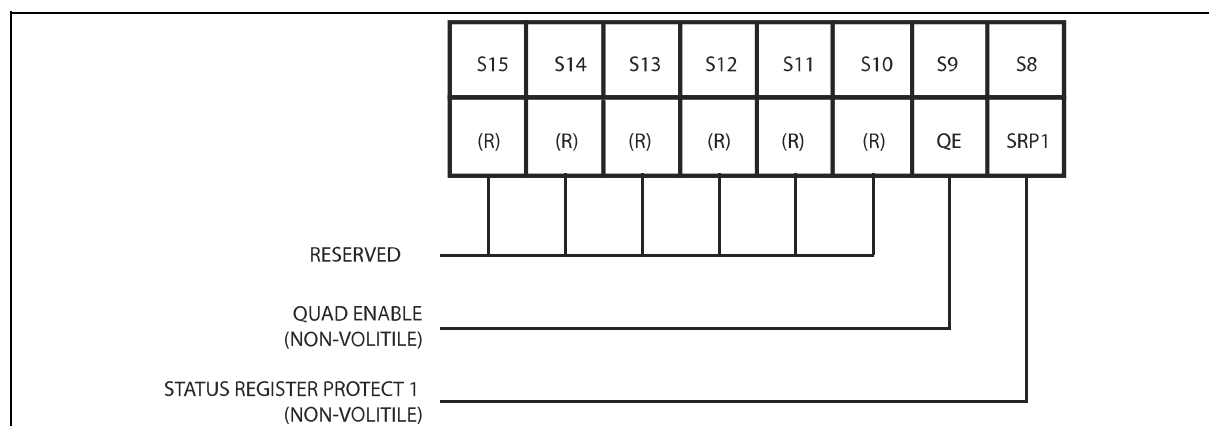 S15 S14 S13 S12 S11 S10 S9 S8
(R) (R) (R) (R) (R) (R) QE SRP1
RESERVED
QUAD ENABLE
(NON-VOLITILE)
STATUS REGISTER PROTECT 1
(NON-VOLITILE)